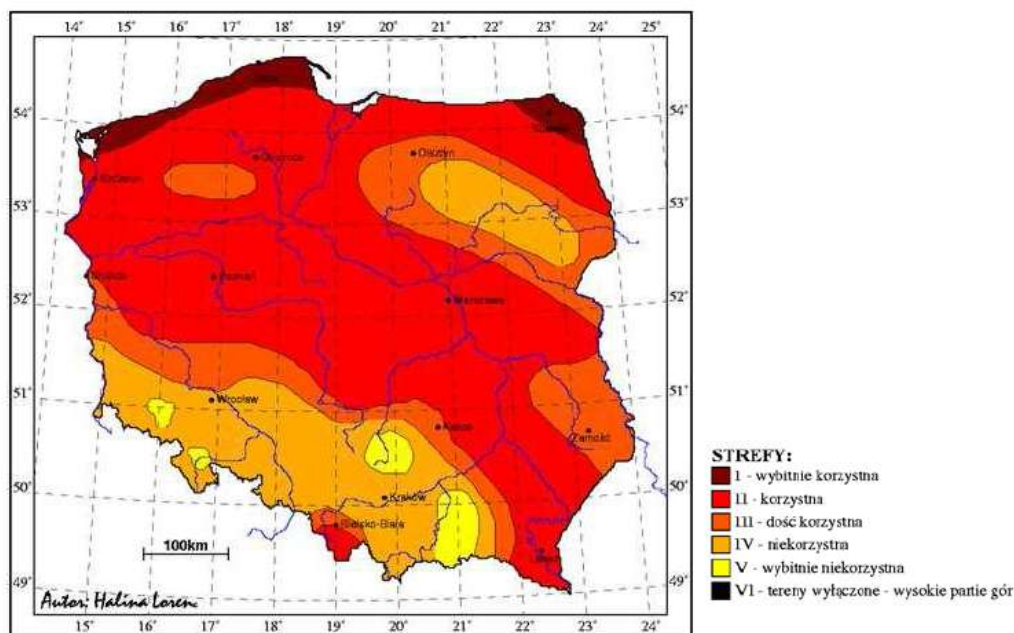 14° 15° 16° 17° 18° 19° 20° 21° 22° 23° 24° 25°
54° 54°
Olsztyn
Szczecin
53° 53°
Poznań
52° Warszawa 52°
51° Wrocław 51°
Kielce
Zamość
50° Kraków 50°
Bielsko-Biała
100km
49° 49°
Autor: Halina Lorenc
15° 16° 17° 18° 19° 20° 21° 22° 23° 24°
STREFY:
I - wybitnie korzystna
II - korzystna
III - dość korzystna
IV - niekorzystna
V - wybitnie niekorzystna
VI - tereny wyłączone - wysokie partie gór